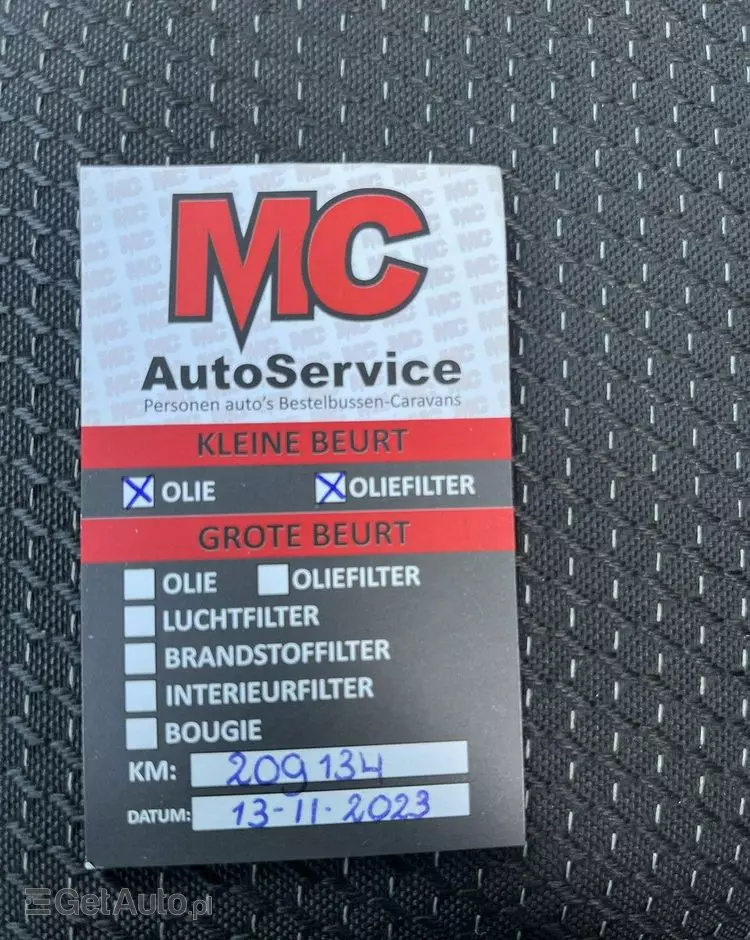 MC
AutoService
Personen auto's Bestelbussen-Caravans
KLEINE BEURT
OLIE OLIEFILTER
GROTE BEURT
OLIE OLIEFILTER
LUCHTFILTER
BRANDSTOFFILTER
INTERIEURFILTER
BOUGIE
KM: 209134
DATUM: 13-11-2023
GetAuto.pl